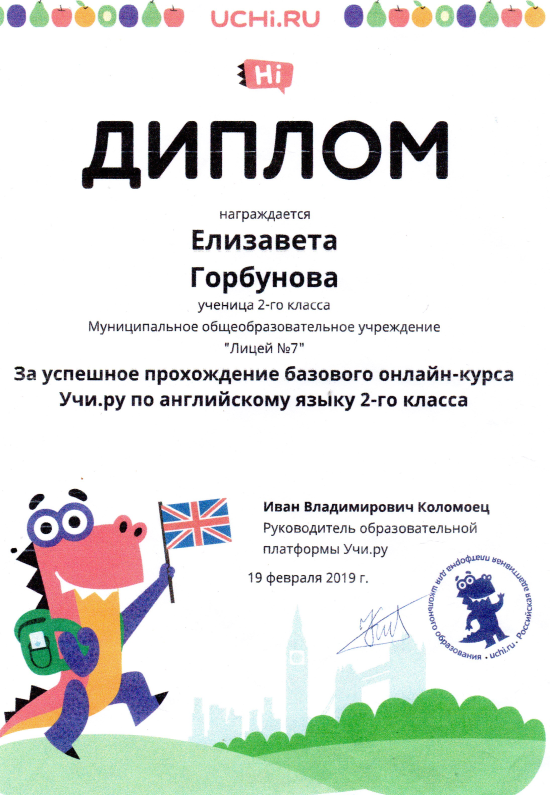 UCHi.RU
Hi
ДИПЛОМ
награждается
Елизавета
Горбунова
ученица 2-го класса
Муниципальное общеобразовательное учреждение
"Лицей №7"
За успешное прохождение базового онлайн-курса
Учи.ру по английскому языку 2-го класса
Иван Владимирович Коломоец
Руководитель образовательной
платформы Учи.ру
19 февраля 2019 г.
Российская адаптивная платформа для школьного образования • uchi.ru •